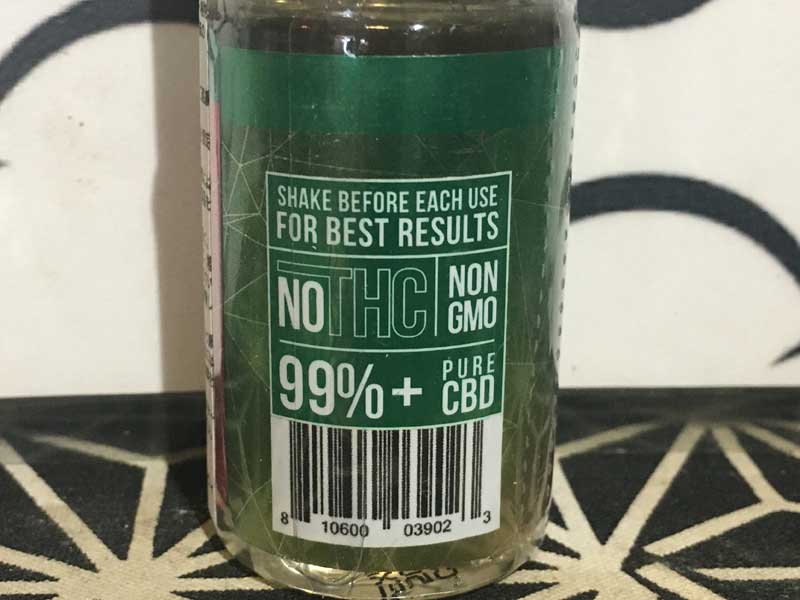 SHAKE BEFORE EACH USE
FOR BEST RESULTS
NO THC
NON
GMO
99%+
PURE
CBD
8 10600 03902 3